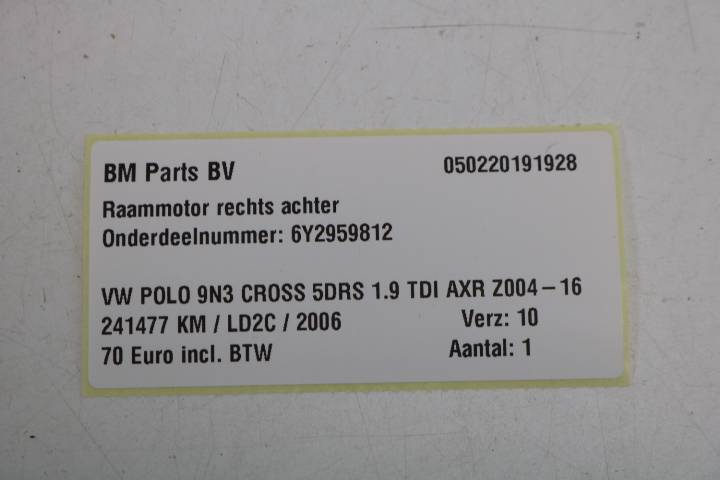 BM Parts BV 050220191928
Raammotor rechts achter
Onderdeelnummer: 6Y2959812
VW POLO 9N3 CROSS 5DRS 1.9 TDI AXR Z004-16
241477 KM / LD2C / 2006 Verz: 10
70 Euro incl. BTW Aantal: 1